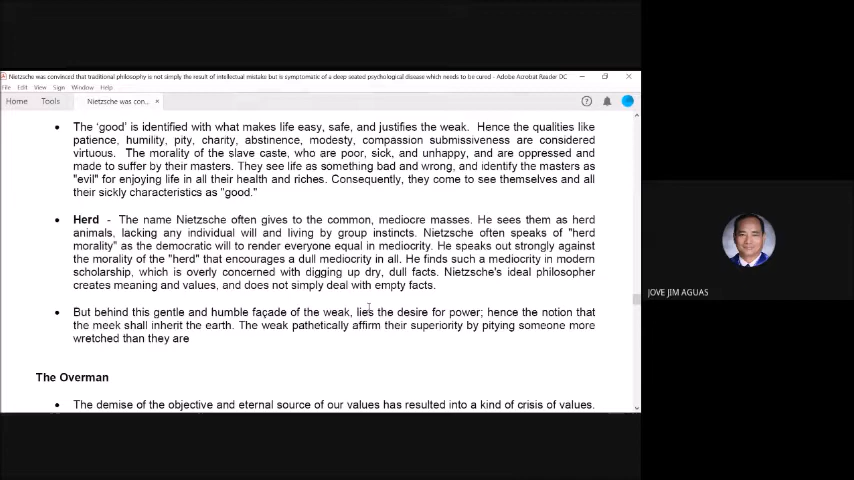 Nietzsche was convinced that traditional philosophy is not simply the result of intellectual mistake but is symptomatic of a deep seated psychological disease which needs to be cured - Adobe Acrobat Reader DC
File Edit View Sign Window Help
Home Tools Nietzsche was con... ×
• The 'good' is identified with what makes life easy, safe, and justifies the weak. Hence the qualities like
patience, humility, pity, charity, abstinence, modesty, compassion submissiveness are considered
virtuous. The morality of the slave caste, who are poor, sick, and unhappy, and are oppressed and
made to suffer by their masters. They see life as something bad and wrong, and identify the masters as
"evil" for enjoying life in all their health and riches. Consequently, they come to see themselves and all
their sickly characteristics as "good."
• Herd - The name Nietzsche often gives to the common, mediocre masses. He sees them as herd
animals, lacking any individual will and living by group instincts. Nietzsche often speaks of "herd
morality" as the democratic will to render everyone equal in mediocrity. He speaks out strongly against
the morality of the "herd" that encourages a dull mediocrity in all. He finds such a mediocrity in modern
scholarship, which is overly concerned with digging up dry, dull facts. Nietzsche's ideal philosopher
creates meaning and values, and does not simply deal with empty facts.
• But behind this gentle and humble façade of the weak, lies the desire for power; hence the notion that
the meek shall inherit the earth. The weak pathetically affirm their superiority by pitying someone more
wretched than they are
The Overman
• The demise of the objective and eternal source of our values has resulted into a kind of crisis of values.
JOVE JIM AGUAS